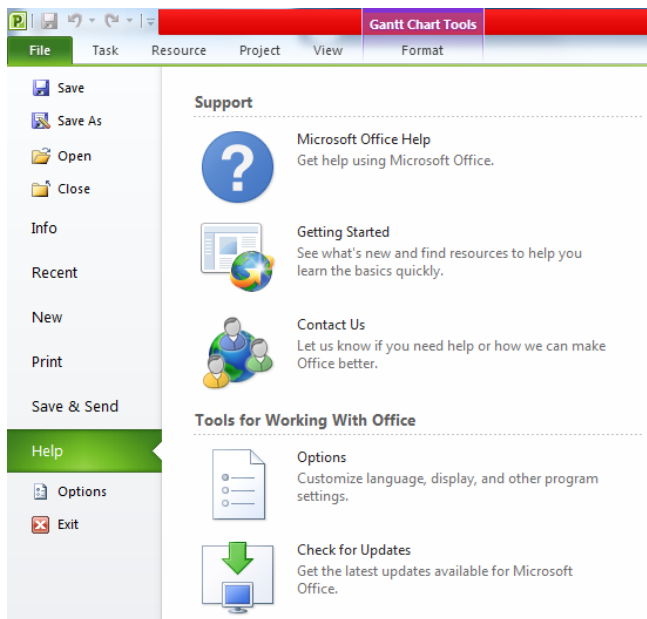 P
Gantt Chart Tools
File Task Resource Project View Format
Save
Save As
Open
Close
Info
Recent
New
Print
Save & Send
Help
Options
Exit
Support
Microsoft Office Help
Get help using Microsoft Office.
Getting Started
See what's new and find resources to help you
learn the basics quickly.
Contact Us
Let us know if you need help or how we can make
Office better.
Tools for Working With Office
Options
Customize language, display, and other program
settings.
Check for Updates
Get the latest updates available for Microsoft
Office.